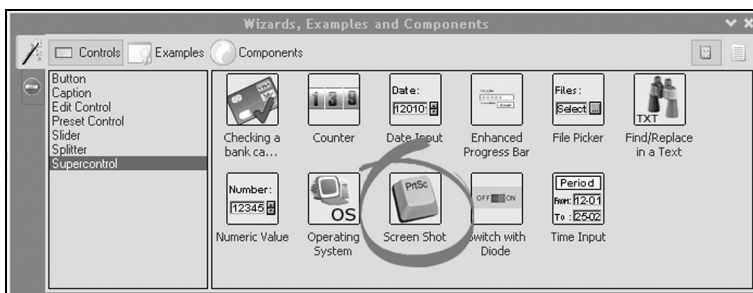 Wizards, Examples and Components
Controls Examples Components
Button
Caption
Edit Control
Preset Control
Slider
Splitter
Supercontrol
Date:
12010
Files:
Select ...
TXT
Checking a
bank ca...
Counter
Date Input
Enhanced
Progress Bar
File Picker
Find/Replace
in a Text
Number:
12345
OS
PrtSc
OFF ON
Period
From: 12-01
To : 25-02
Numeric Value
Operating
System
Screen Shot
Switch with
Diode
Time Input